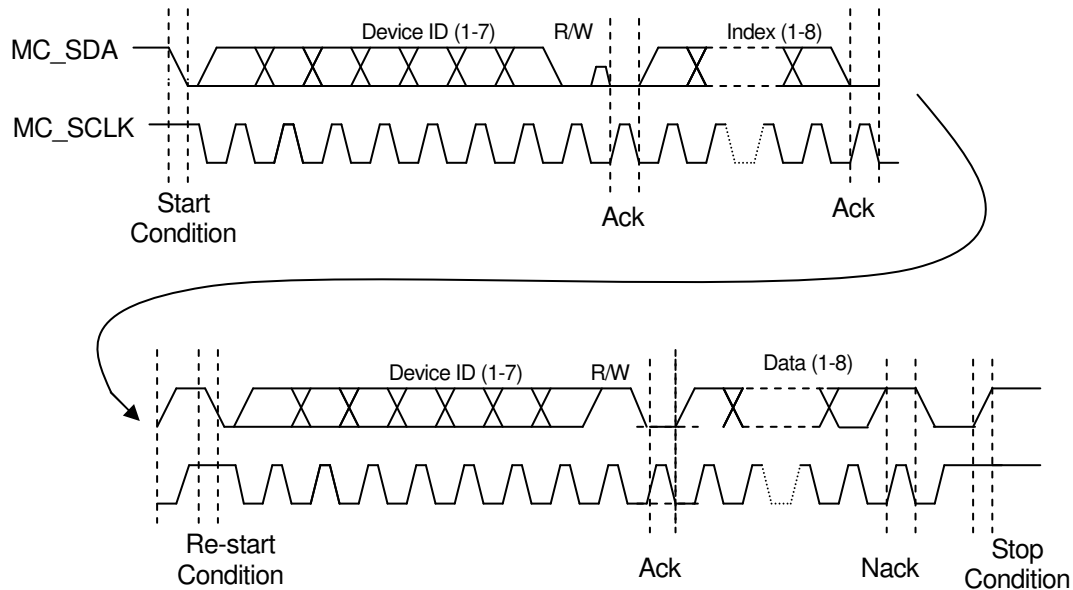 Device ID (1-7)
R/W
Index (1-8)
MC_SDA
MC_SCLK
Start
Condition
Ack
Ack
Device ID (1-7)
R/W
Data (1-8)
Re-start
Condition
Ack
Nack
Stop
Condition